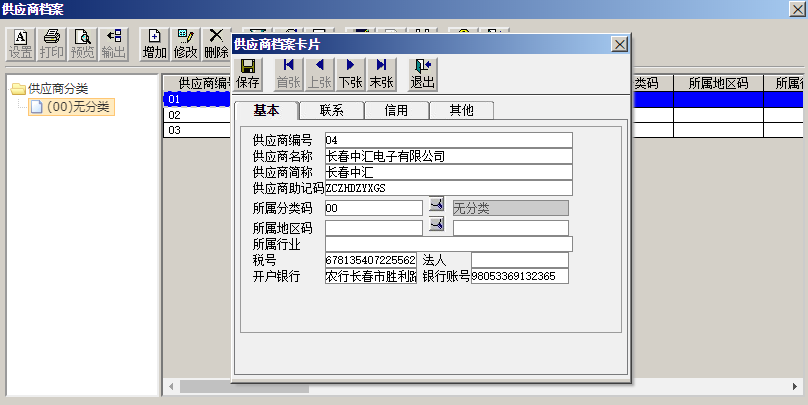 供应商档案
设置 打印 预览 输出 增加 修改 删除
供应商分类
(00)无分类
供应商编号 类码 所属地区码 所属行
01
02
03
供应商档案卡片
保存 首张 上张 下张 末张 退出
基本 联系 信用 其他
供应商编号 04
供应商名称 长春中汇电子有限公司
供应商简称 长春中汇
供应商助记码 ZCZHDZYXGS
所属分类码 00 无分类
所属地区码
所属行业
税号 678135407225562 法人
开户银行 农行长春市胜利路 银行账号 98053369132365